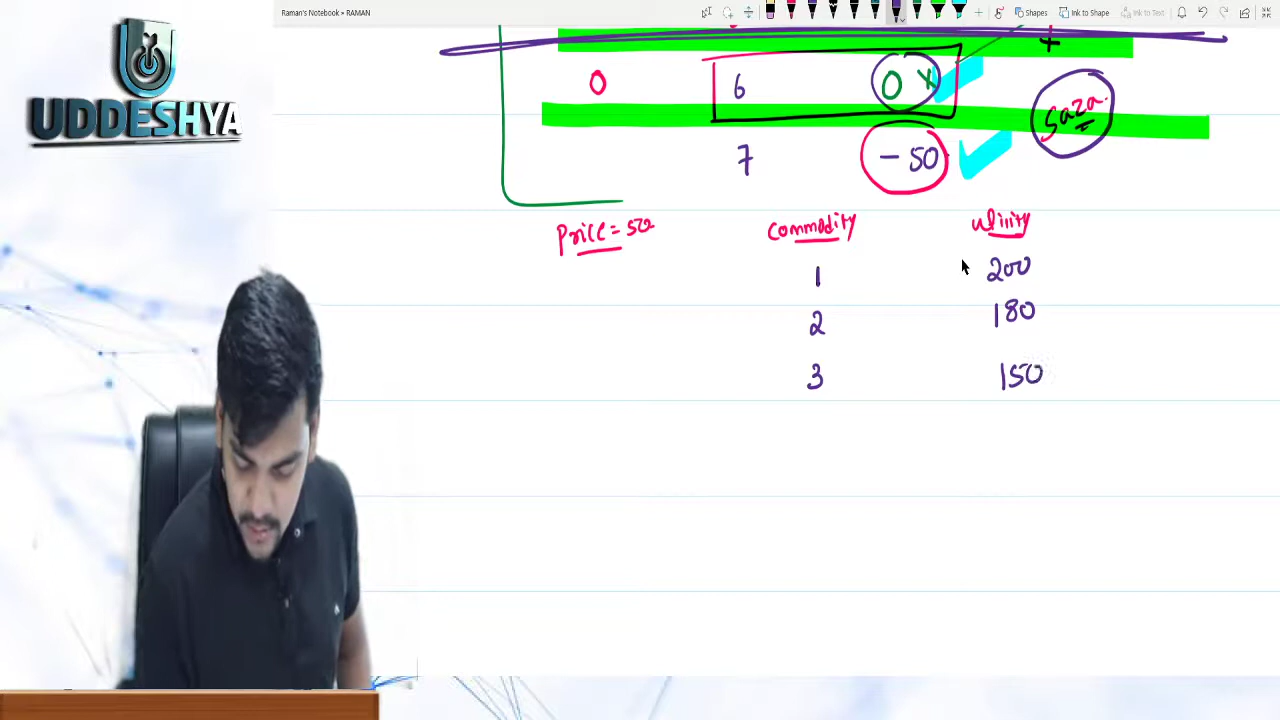 Raman's Notebook » RAMAN
Shapes
Ink to Shape
Ink to Text
UDDESHYA
0 6 0 x
+
Saza.
7 - 50
Price = 50 Commodity Utility
1 200
2 180
3 150